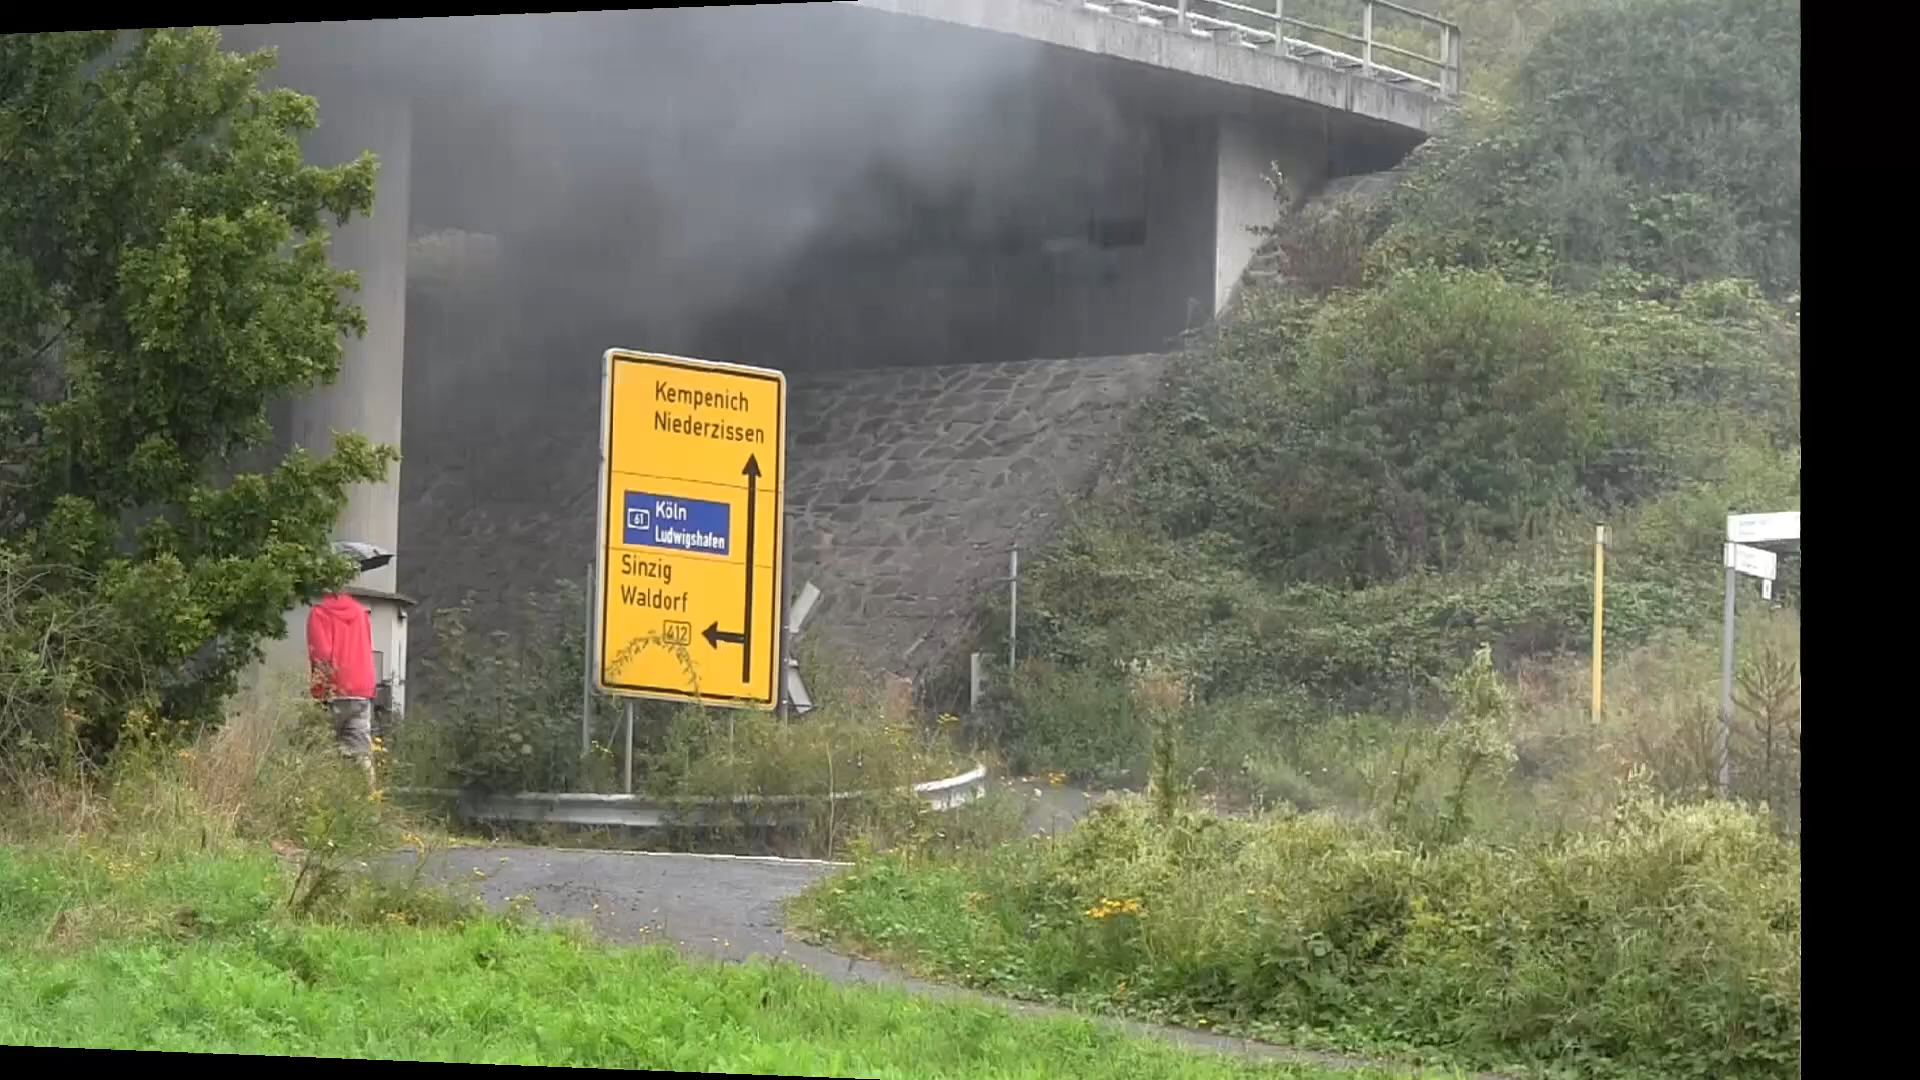 Kempenich
Niederzissen
61 Köln
Ludwigshafen
Sinzig
Waldorf
412